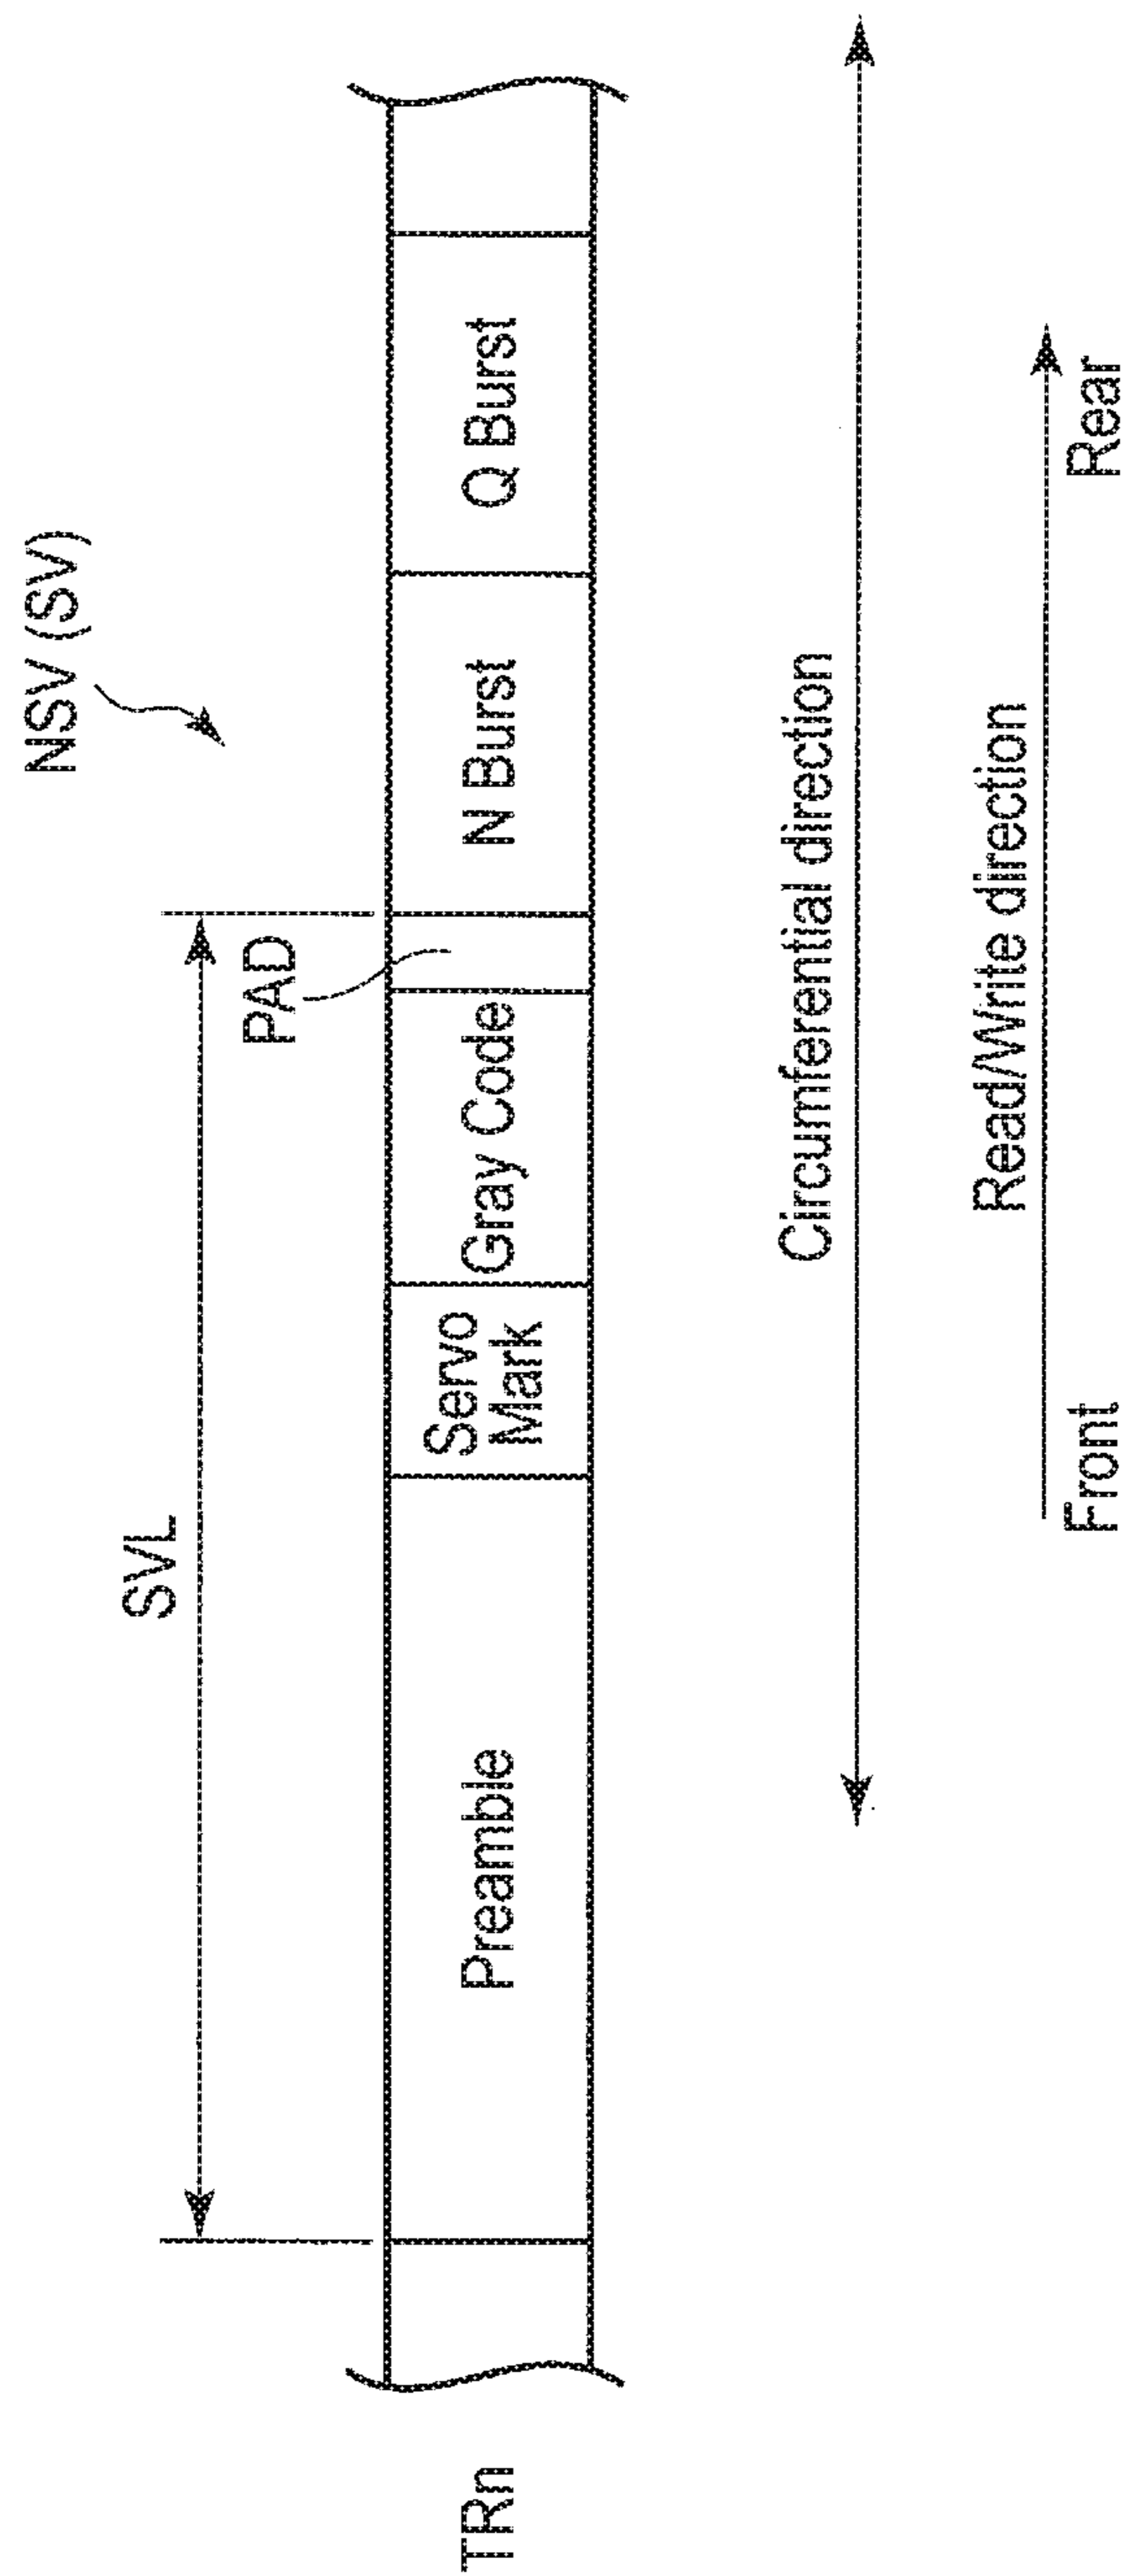 NSV (SV)
SVL
PAD
TRn
Preamble
Servo
Mark
Gray Code
N Burst
Q Burst
Circumferential direction
Read/Write direction
Front
Rear